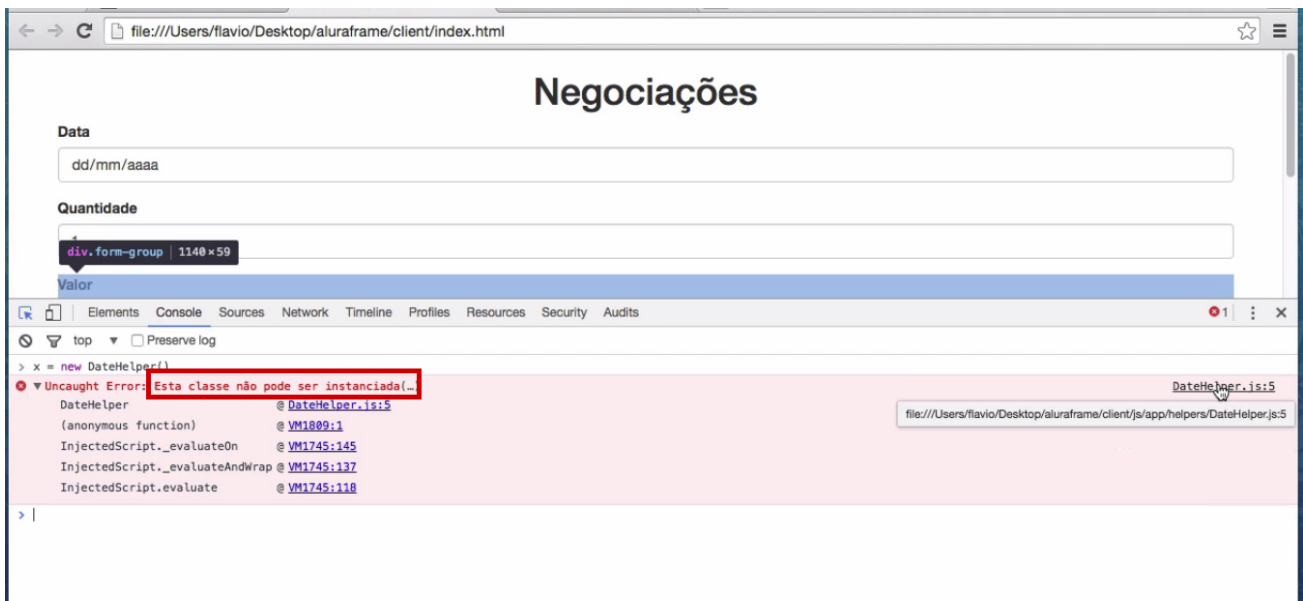 file:///Users/flavio/Desktop/aluraframe/client/index.html
Negociações
Data
dd/mm/aaaa
Quantidade
div.form-group | 1140×59
Valor
Elements Console Sources Network Timeline Profiles Resources Security Audits 1
top ▼ Preserve log
> x = new DateHelper()
Uncaught Error: Esta classe não pode ser instanciada(…) DateHelper.js:5
DateHelper @ DateHelper.js:5
file:///Users/flavio/Desktop/aluraframe/client/js/app/helpers/DateHelper.js:5
(anonymous function) @ VM1809:1
InjectedScript._evaluateOn @ VM1745:145
InjectedScript._evaluateAndWrap @ VM1745:137
InjectedScript.evaluate @ VM1745:118
>